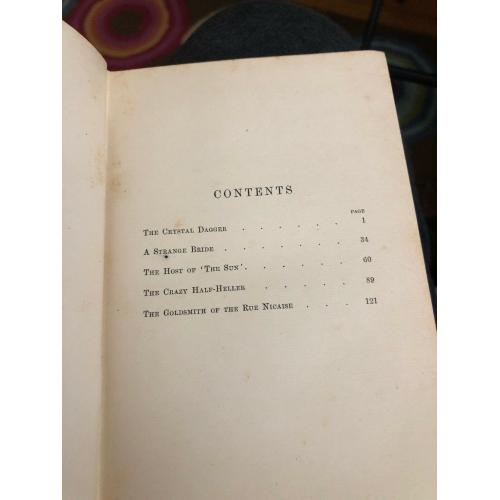 CONTENTS
PAGE
THE CRYSTAL DAGGER . . . . . . 1
A STRANGE BRIDE . . . . . . . 34
THE HOST OF 'THE SUN'. . . . . . 60
THE CRAZY HALF-HELLER . . . . . 89
THE GOLDSMITH OF THE RUE NICAISE . . . 121